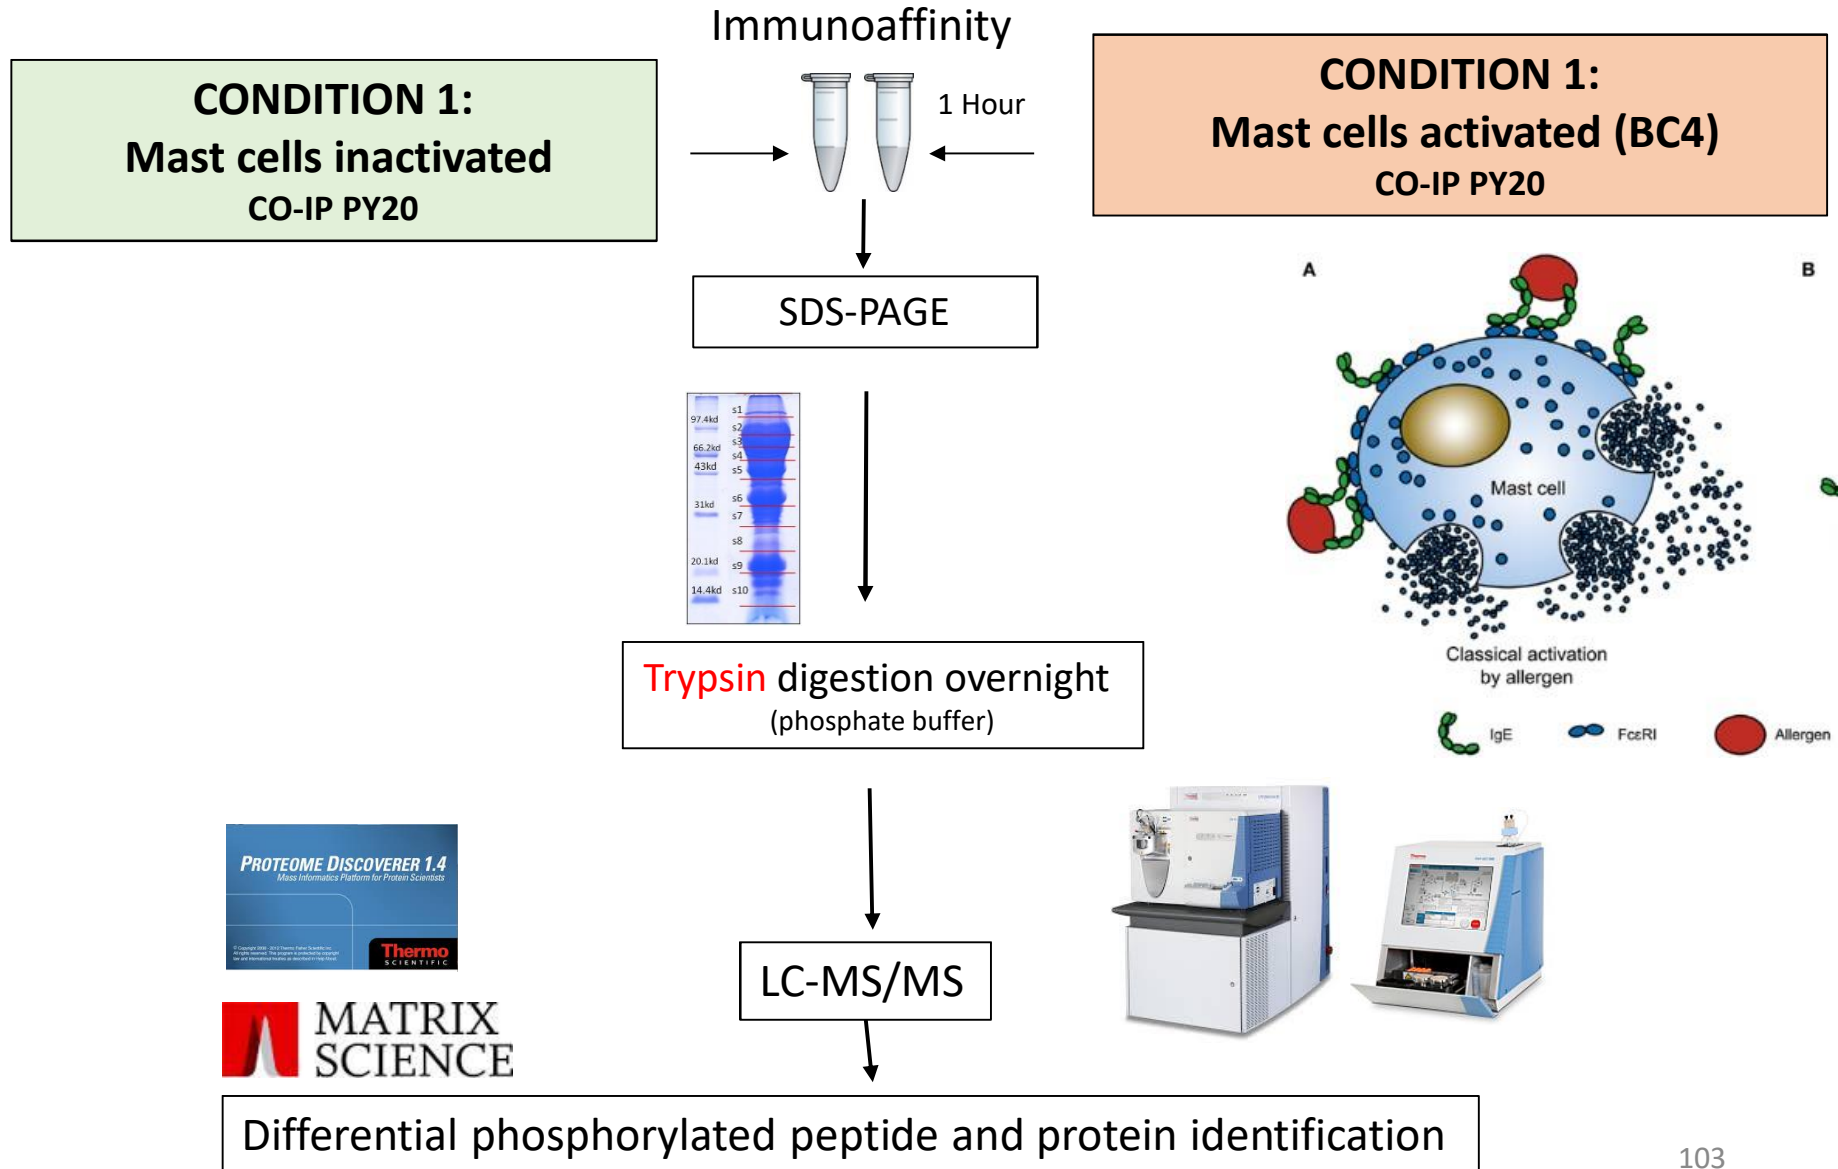 Immunoaffinity
CONDITION 1:
Mast cells inactivated
CO-IP PY20
1 Hour
CONDITION 1:
Mast cells activated (BC4)
CO-IP PY20
SDS-PAGE
A
B
97.4kd
66.2kd
43kd
31kd
20.1kd
14.4kd
s1
s2
s3
s4
s5
s6
s7
s8
s9
s10
Mast cell
Classical activation
by allergen
IgE
FcεRI
Allergen
Trypsin digestion overnight
(phosphate buffer)
PROTEOME DISCOVERER 1.4
Mass Informatics Platform for Protein Scientists
Thermo
SCIENTIFIC
MATRIX
SCIENCE
LC-MS/MS
Differential phosphorylated peptide and protein identification
103